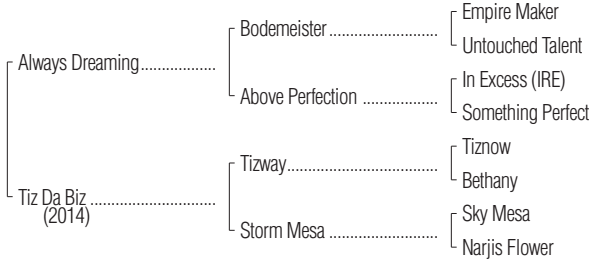 Empire Maker
Bodemeister
Untouched Talent
Always Dreaming
In Excess (IRE)
Above Perfection
Something Perfect
Tiznow
Tizway
Bethany
Tiz Da Biz
(2014)
Sky Mesa
Storm Mesa
Narjis Flower